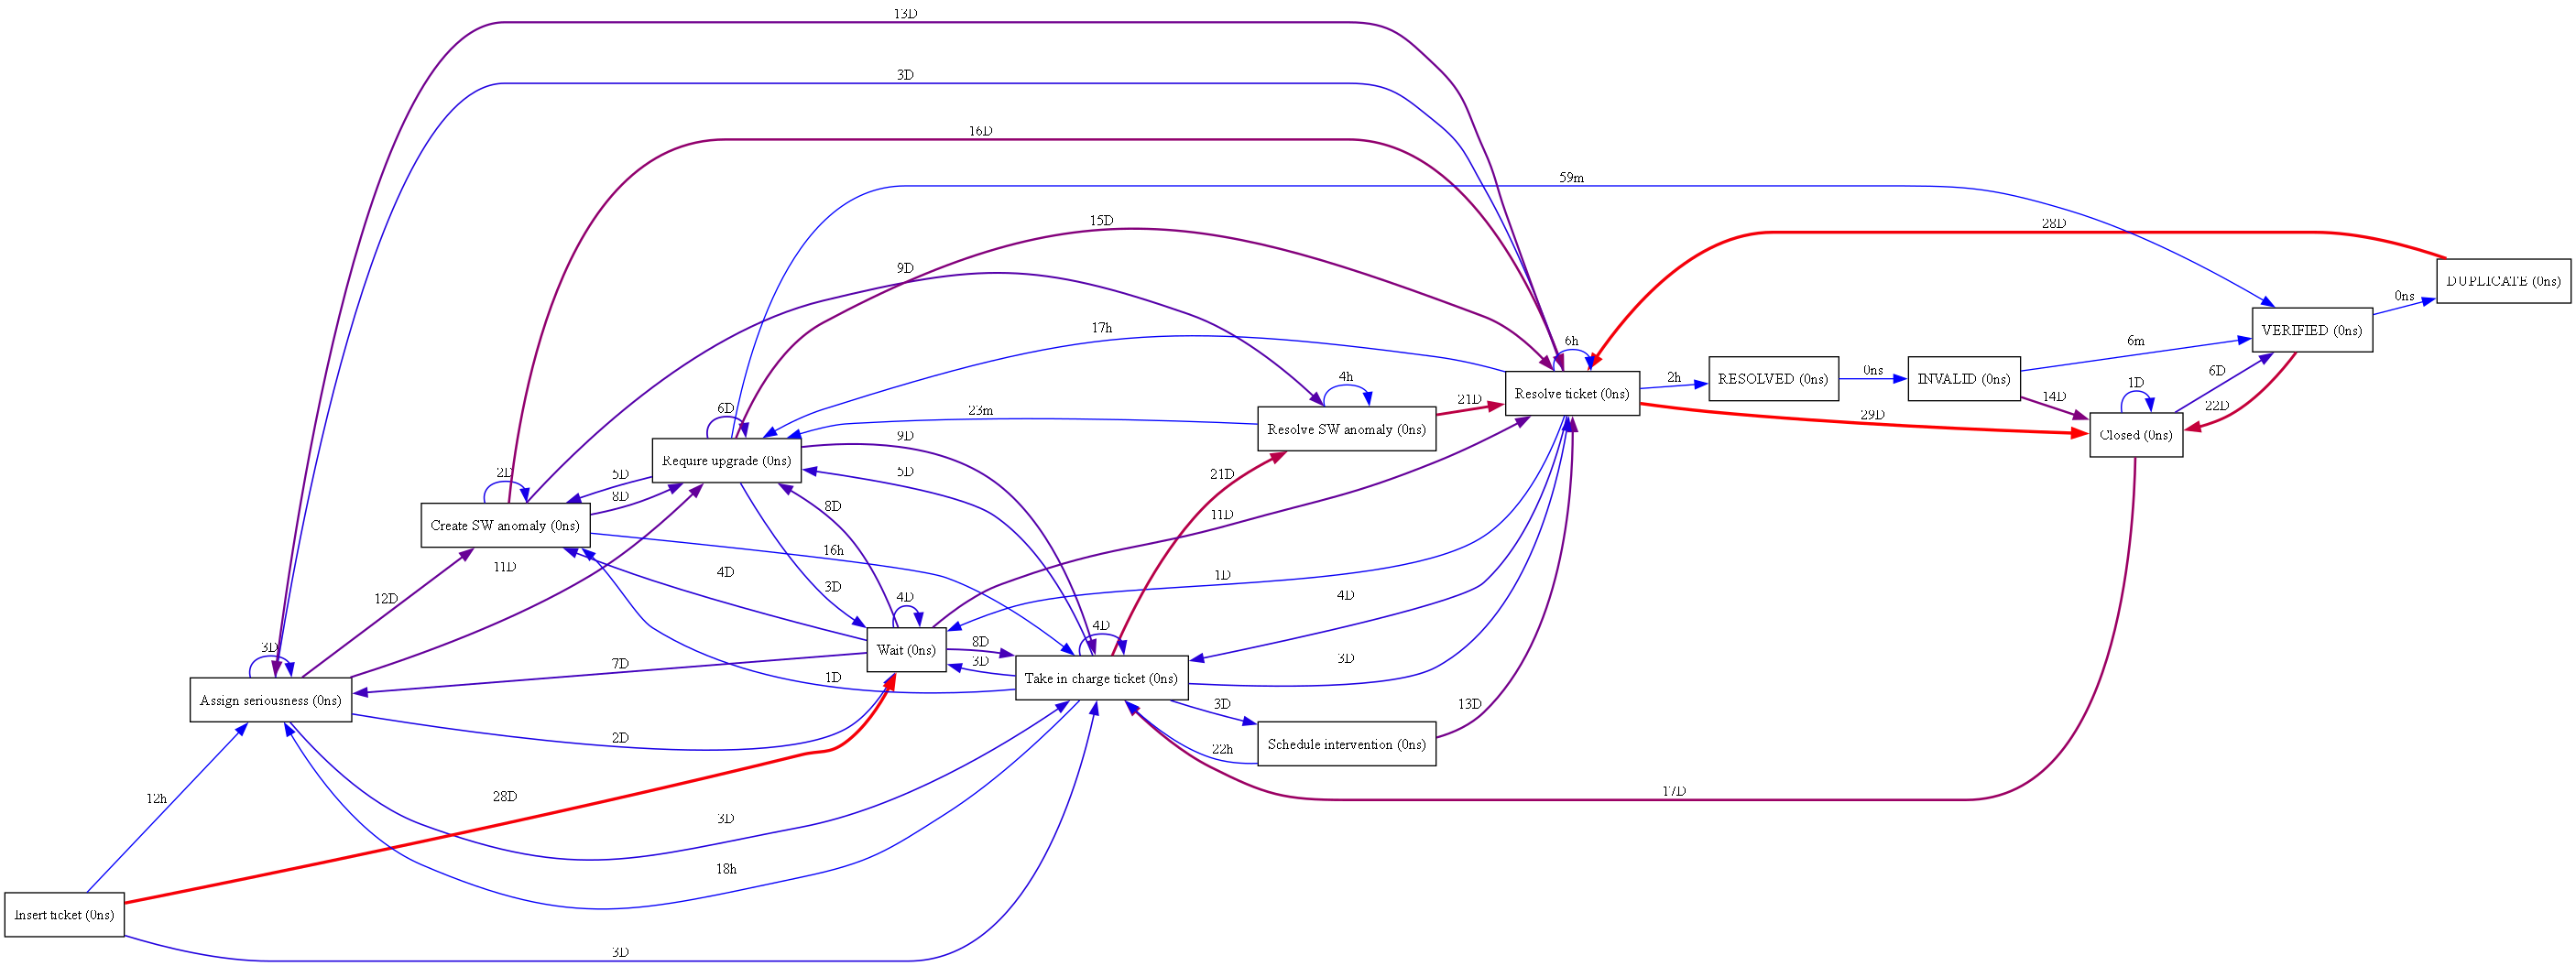 13D
3D
16D
59m
15D
28D
9D
DUPLICATE (0ns)
0ns
VERIFIED (0ns)
17h
6h
6m
4h
2h
RESOLVED (0ns)
0ns
INVALID (0ns)
6D
1D
Resolve ticket (0ns)
14D
21D
22D
6D
23m
29D
Resolve SW anomaly (0ns)
Closed (0ns)
9D
Require upgrade (0ns)
2D
5D
5D
21D
8D
8D
11D
Create SW anomaly (0ns)
16h
11D
4D
1D
3D
12D
4D
4D
4D
3D
8D
Wait (0ns)
7D
3D
3D
1D
Take in charge ticket (0ns)
Assign seriousness (0ns)
3D
13D
2D
22h
Schedule intervention (0ns)
12h
28D
17D
3D
18h
Insert ticket (0ns)
3D